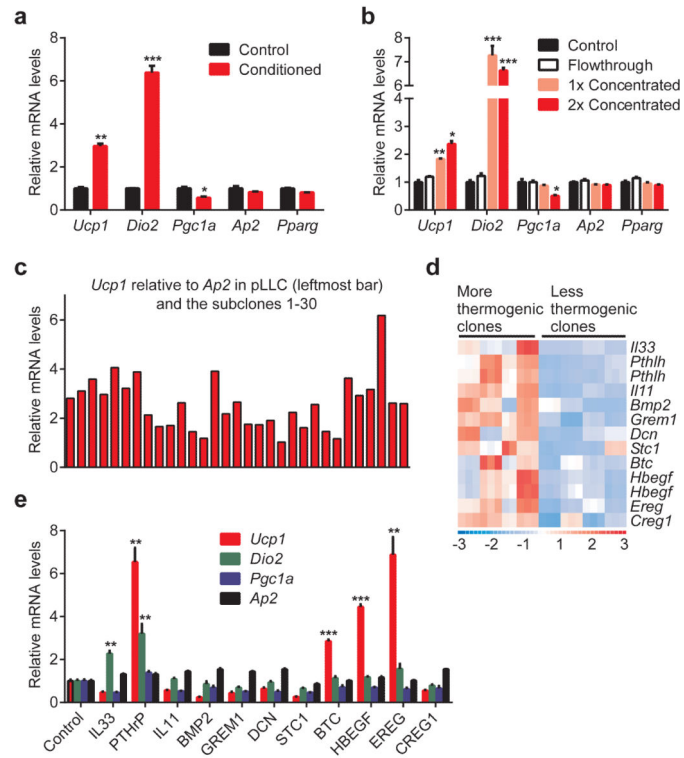 a
Relative mRNA levels
8
6
4
2
0
Control
Conditioned
**
***
*
Ucp1 Dio2 Pgc1a Ap2 Pparg
b
Relative mRNA levels
8
7
6
2
1
0
Control
Flowthrough
1x Concentrated
2x Concentrated
** * *** *** *
Ucp1 Dio2 Pgc1a Ap2 Pparg
c
Ucp1 relative to Ap2 in pLLC (leftmost bar)
and the subclones 1-30
Relative mRNA levels
d
More thermogenic clones
Less thermogenic clones
Il33
Pthlh
Pthlh
Il11
Bmp2
Grem1
Dcn
Stc1
Btc
Hbegf
Hbegf
Ereg
Creg1
-3 -2 -1 1 2 3
e
Relative mRNA levels
8
6
4
2
0
Ucp1
Dio2
Pgc1a
Ap2
** ** ** *** *** **
Control IL33 PTHrP IL11 BMP2 GREM1 DCN STC1 BTC HBEGF EREG CREG1